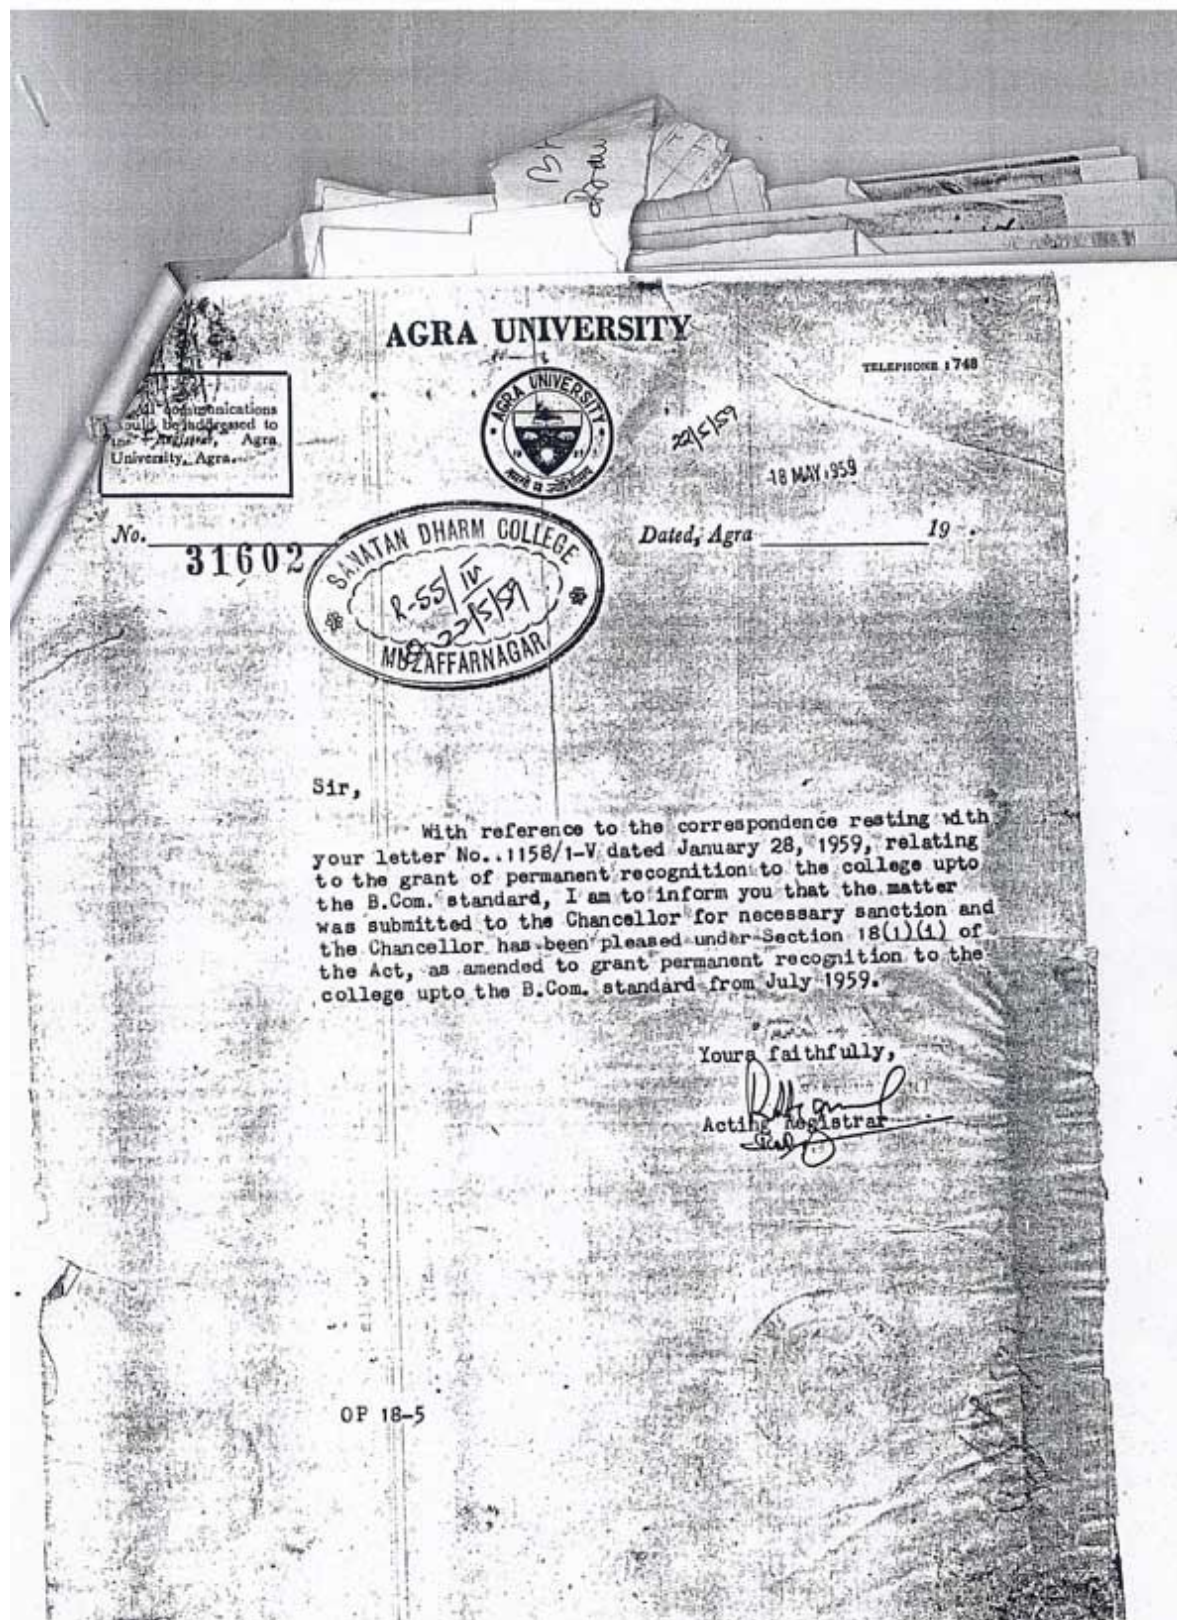 AGRA UNIVERSITY
TELEPHONE : 748
All communications
should be addressed to
the Registrar, Agra
University, Agra.
AGRA UNIVERSITY
22/5/59
18 MAY 1959
No. 31602
Dated, Agra 19 .
SANATAN DHARM COLLEGE
R-55/IV
22/5/59
MUZAFFARNAGAR
Sir,
With reference to the correspondence resting with
your letter No..1158/1-V dated January 28, 1959, relating
to the grant of permanent recognition to the college upto
the B.Com. standard, I am to inform you that the matter
was submitted to the Chancellor for necessary sanction and
the Chancellor has been pleased under Section 18(1)(i) of
the Act, as amended to grant permanent recognition to the
college upto the B.Com. standard from July 1959.
Yours faithfully,
Acting Registrar
OP 18-5